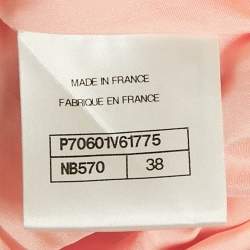 MADE IN FRANCE
FABRIQUE EN FRANCE
P70601V61775
NB570 38